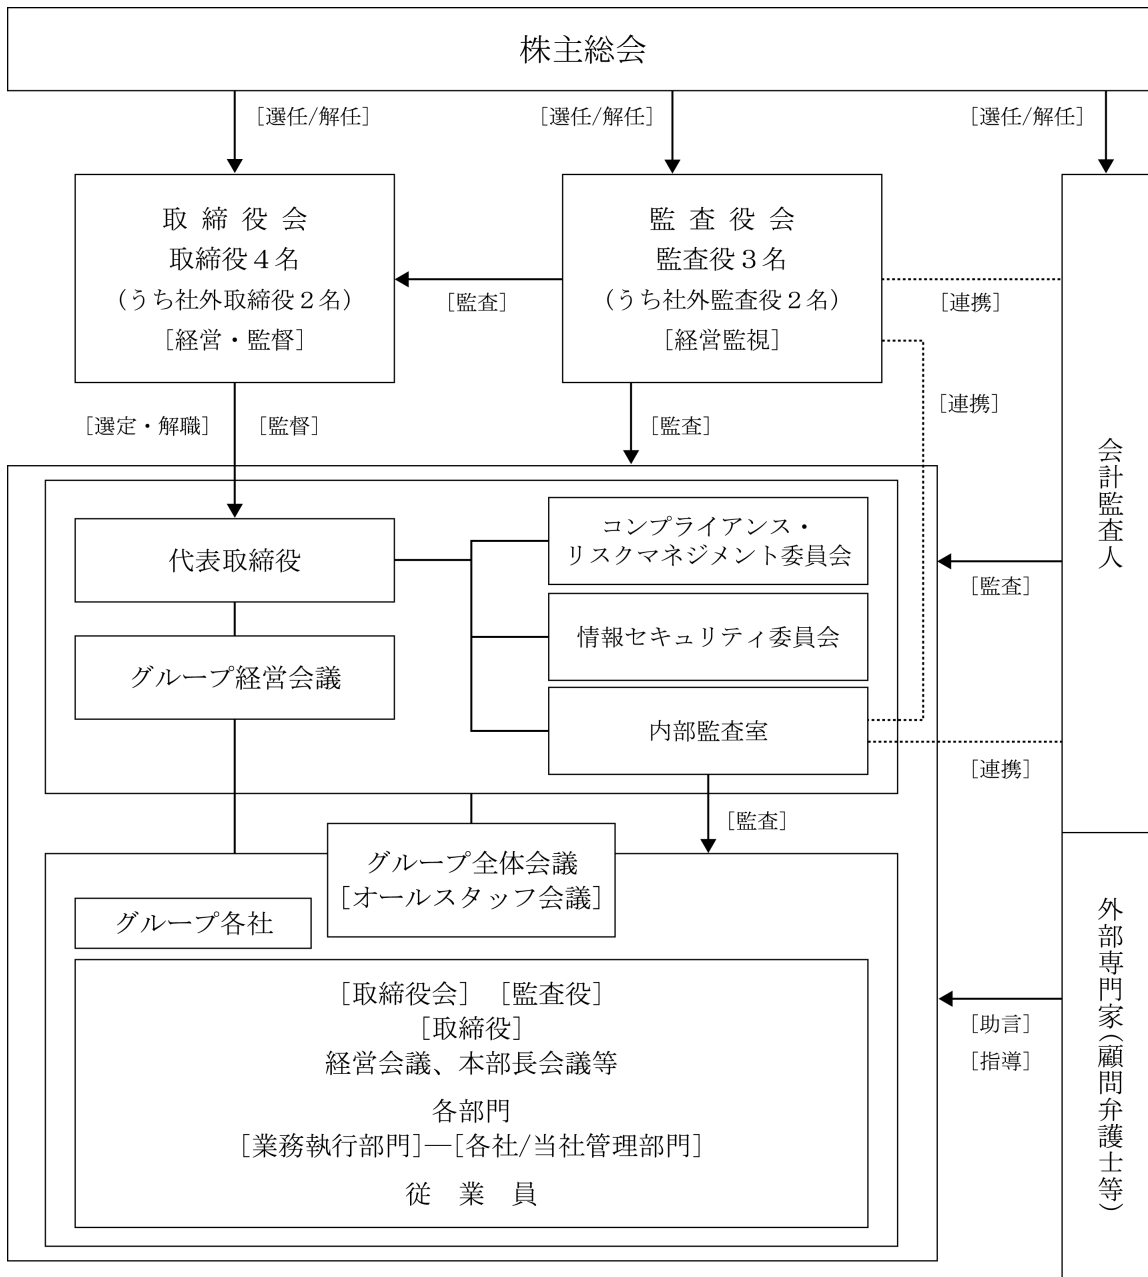 株主総会
[選任/解任]
[選任/解任]
[選任/解任]
取締役会
取締役４名
（うち社外取締役２名）
[経営・監督]
監査役会
監査役３名
（うち社外監査役２名）
[経営監視]
[監査]
[連携]
[連携]
[選定・解職]
[監督]
[監査]
会計監査人
代表取締役
コンプライアンス・
リスクマネジメント委員会
[監査]
情報セキュリティ委員会
グループ経営会議
内部監査室
[連携]
[監査]
グループ全体会議
[オールスタッフ会議]
グループ各社
外部専門家（顧問弁護士等）
[取締役会] [監査役]
[取締役]
経営会議、本部長会議等
各部門
[業務執行部門]―[各社/当社管理部門]
従 業 員
[助言]
[指導]